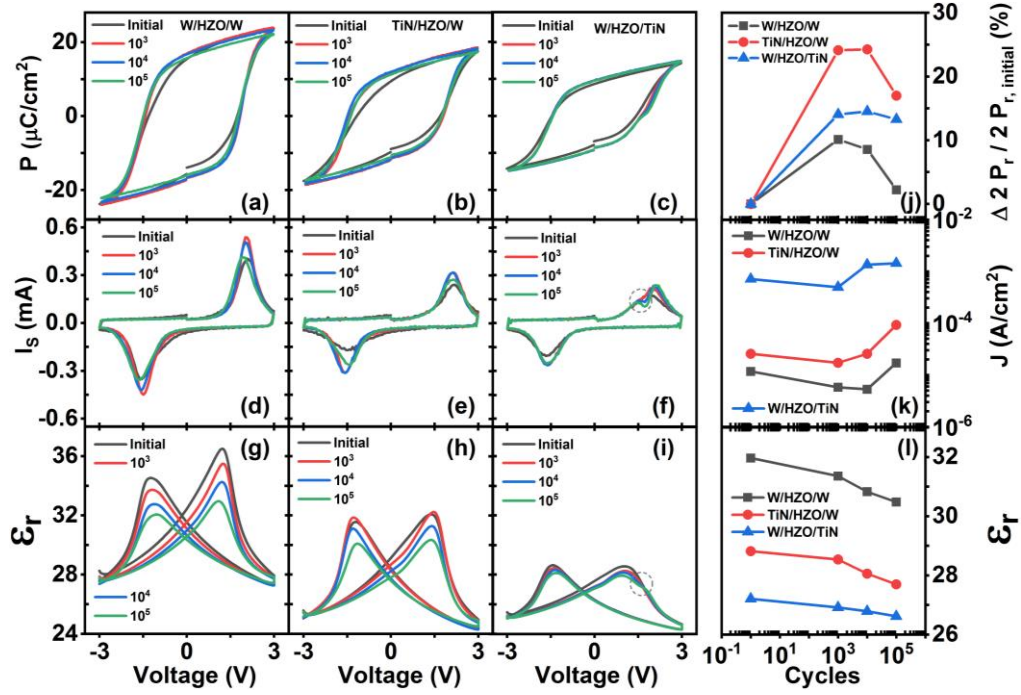 Initial W/HZO/W
10³
10⁴
10⁵
(a)
Initial TiN/HZO/W
10³
10⁴
10⁵
(b)
Initial
W/HZO/TiN
10³
10⁴
10⁵
(c)
20
0
-20
P (μC/cm²)
Initial
10³
10⁴
10⁵
(d)
Initial
10³
10⁴
10⁵
(e)
Initial
10³
10⁴
10⁵
(f)
0.6
0.3
0.0
-0.3
-0.6
I_S (mA)
(g) Initial
10³
10⁴
10⁵
Initial (h)
10³
10⁴
10⁵
Initial (i)
10³
10⁴
10⁵
36
32
28
24
εr
-3 0 3
Voltage (V)
-3 0 3
Voltage (V)
-3 0 3
Voltage (V)
W/HZO/W
TiN/HZO/W
W/HZO/TiN
(j)
30
20
10
0
Δ 2 Pr / 2 Pr, initial (%)
W/HZO/W
TiN/HZO/W
W/HZO/TiN
(k)
10⁻²
10⁻⁴
10⁻⁶
J (A/cm²)
(l)
W/HZO/W
TiN/HZO/W
W/HZO/TiN
32
30
28
26
εr
10⁻¹ 10¹ 10³ 10⁵
Cycles